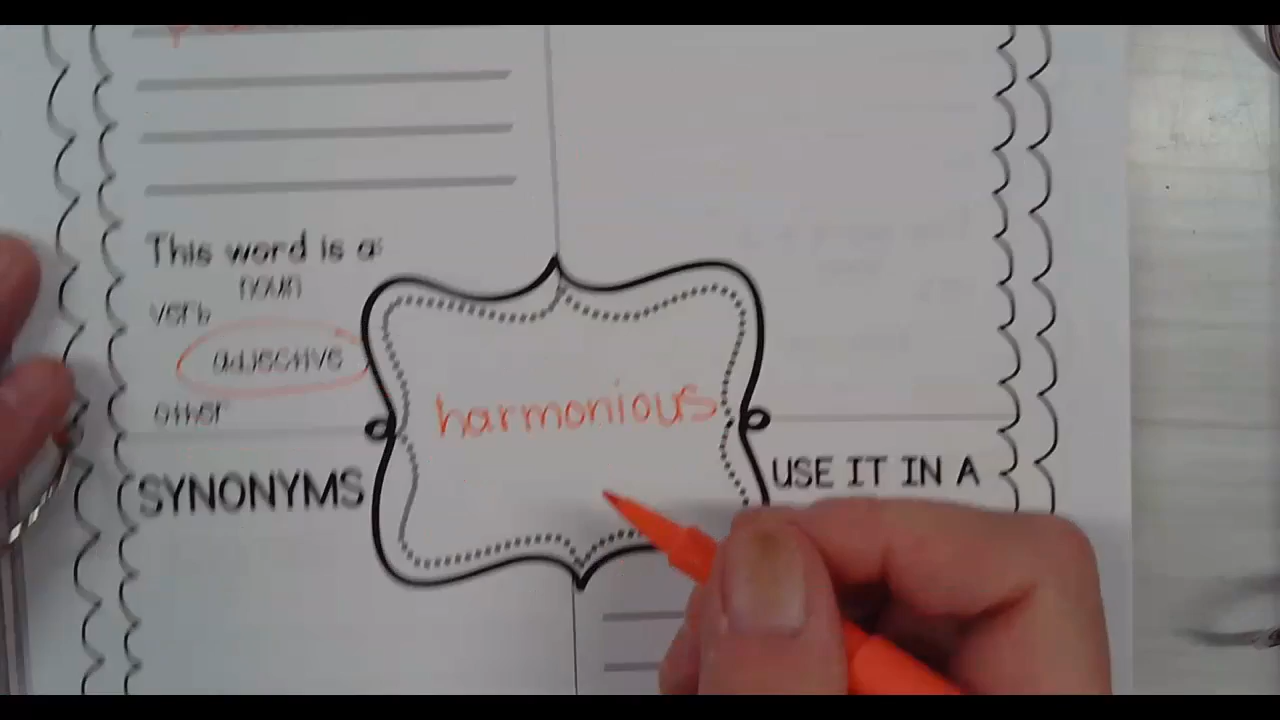 This word is a:
noun
verb
adjective
other
harmonious
SYNONYMS
USE IT IN A